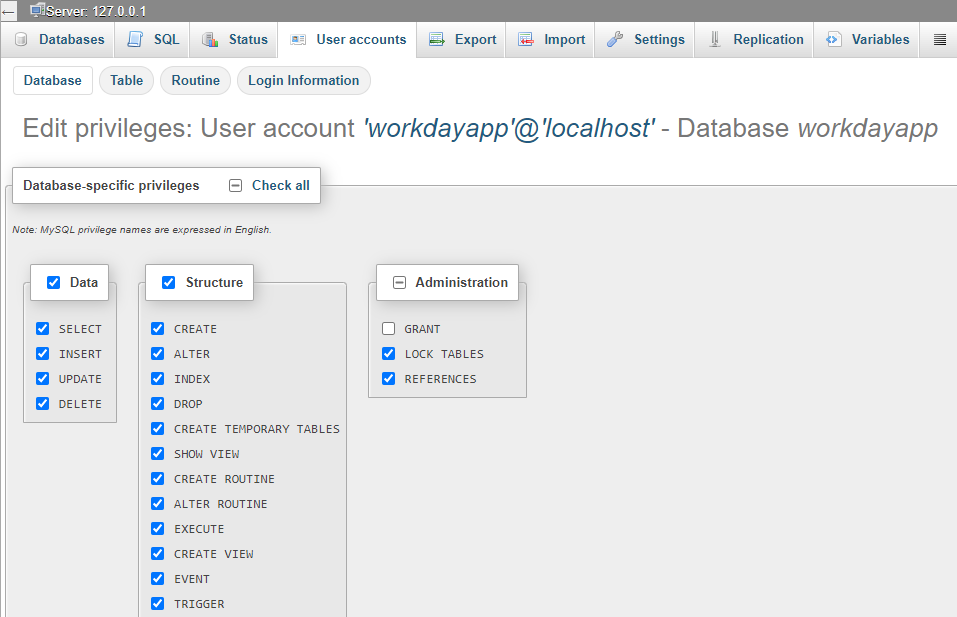 Server: 127.0.0.1
Databases SQL Status User accounts Export Import Settings Replication Variables
Database Table Routine Login Information
Edit privileges: User account 'workdayapp'@'localhost' - Database workdayapp
Database-specific privileges Check all
Note: MySQL privilege names are expressed in English.
Data
SELECT
INSERT
UPDATE
DELETE
Structure
CREATE
ALTER
INDEX
DROP
CREATE TEMPORARY TABLES
SHOW VIEW
CREATE ROUTINE
ALTER ROUTINE
EXECUTE
CREATE VIEW
EVENT
TRIGGER
Administration
GRANT
LOCK TABLES
REFERENCES